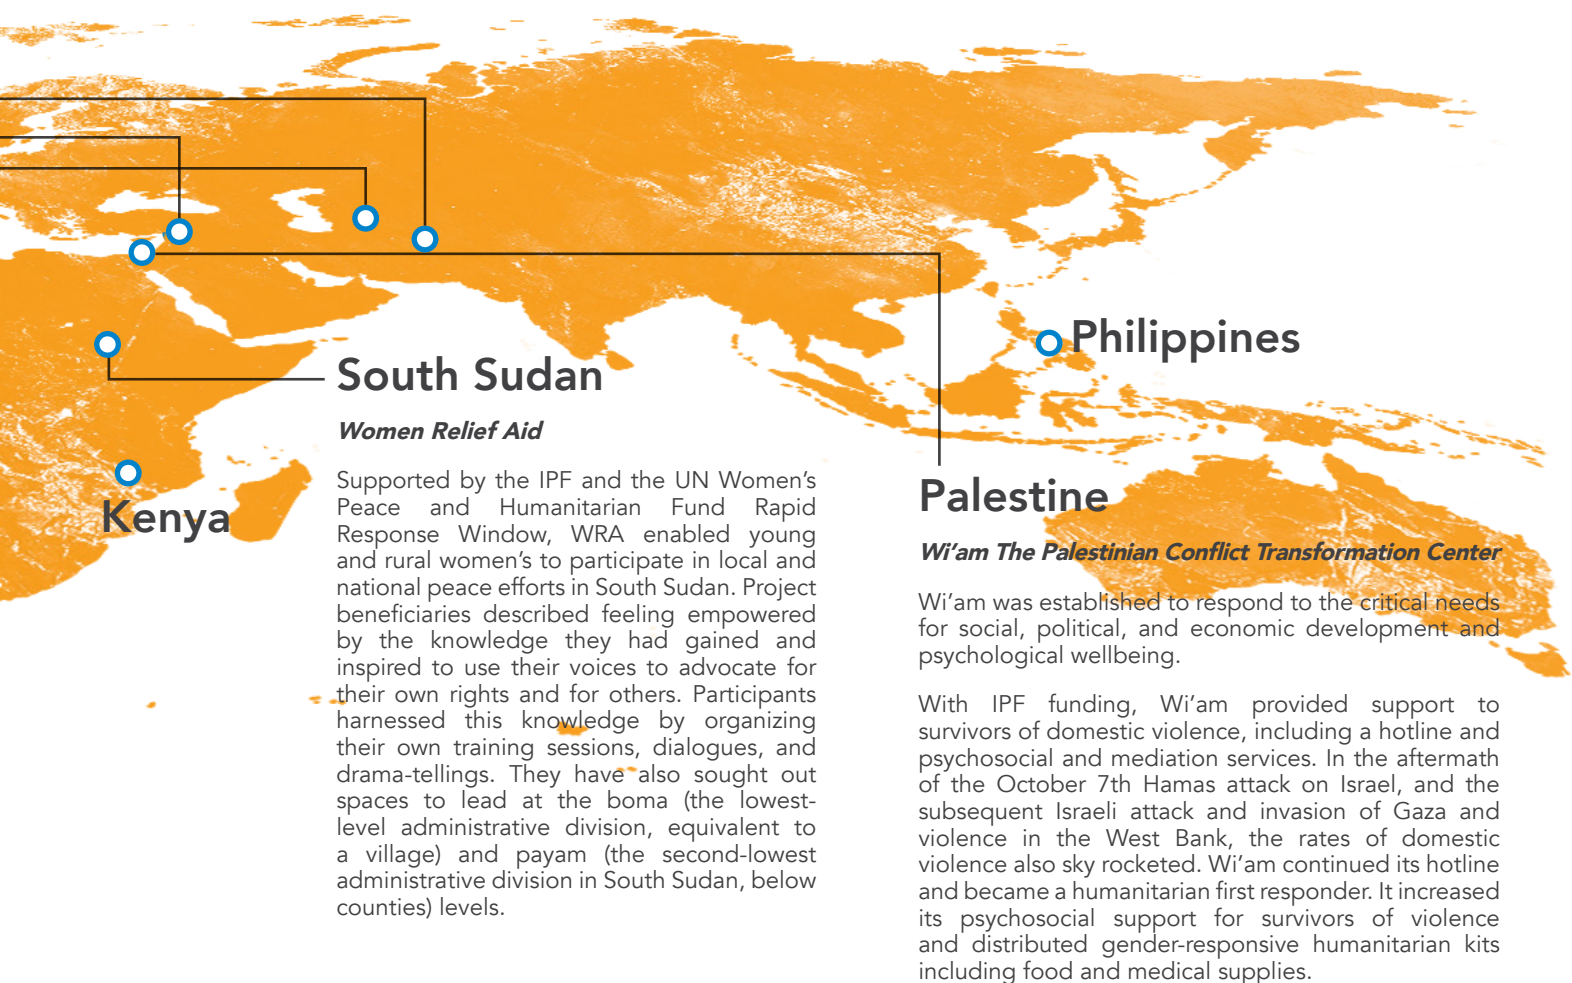 Philippines
South Sudan
Women Relief Aid
Supported by the IPF and the UN Women’s
Peace and Humanitarian Fund Rapid
Response Window, WRA enabled young
and rural women’s to participate in local and
national peace efforts in South Sudan. Project
beneficiaries described feeling empowered
by the knowledge they had gained and
inspired to use their voices to advocate for
their own rights and for others. Participants
harnessed this knowledge by organizing
their own training sessions, dialogues, and
drama-tellings. They have also sought out
spaces to lead at the boma (the lowest-
level administrative division, equivalent to
a village) and payam (the second-lowest
administrative division in South Sudan, below
counties) levels.
Kenya
Palestine
Wi’am The Palestinian Conflict Transformation Center
Wi’am was established to respond to the critical needs
for social, political, and economic development and
psychological wellbeing.
With IPF funding, Wi’am provided support to
survivors of domestic violence, including a hotline and
psychosocial and mediation services. In the aftermath
of the October 7th Hamas attack on Israel, and the
subsequent Israeli attack and invasion of Gaza and
violence in the West Bank, the rates of domestic
violence also sky rocketed. Wi’am continued its hotline
and became a humanitarian first responder. It increased
its psychosocial support for survivors of violence
and distributed gender-responsive humanitarian kits
including food and medical supplies.